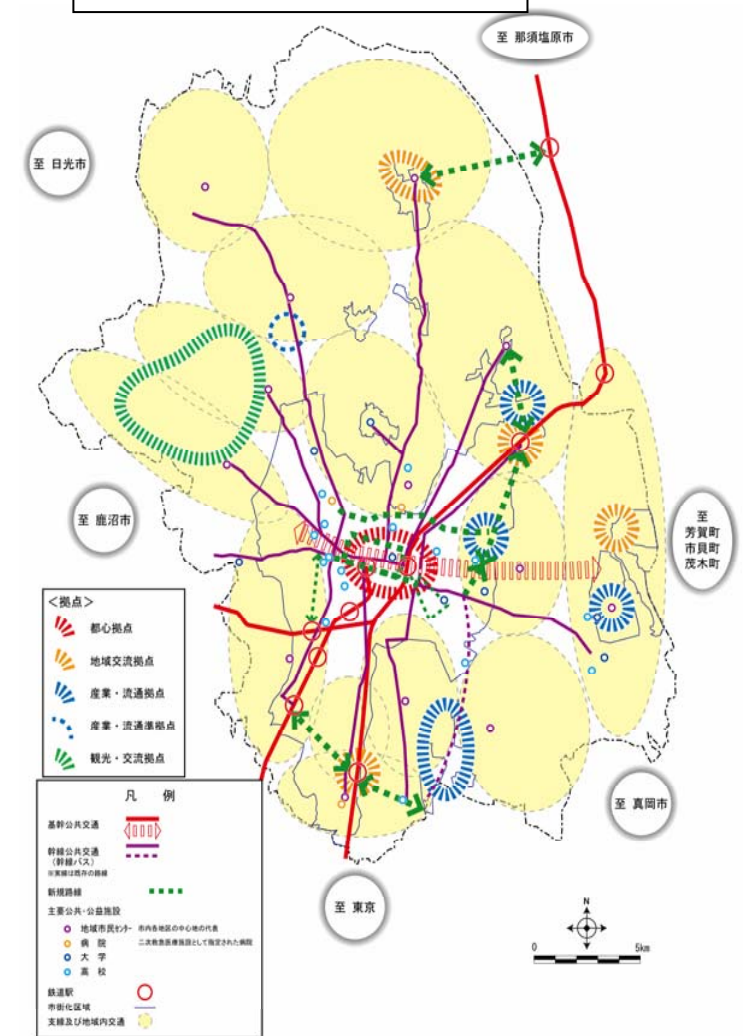 至 那須塩原市
至 日光市
至 鹿沼市
至
芳賀町
市貝町
茂木町
＜拠点＞
都心拠点
地域交流拠点
産業・流通拠点
産業・流通準拠点
観光・交流拠点
凡 例
基幹公共交通
幹線公共交通
（幹線バス）
※実線は既存の路線
新規路線
主要公共・公益施設
地域市民センター 市内各地区の中心地の代表
病 院 二次救急医療施設として指定された病院
大 学
高 校
鉄道駅
市街化区域
支線及び地域内交通
至 真岡市
至 東京
N
0 5km